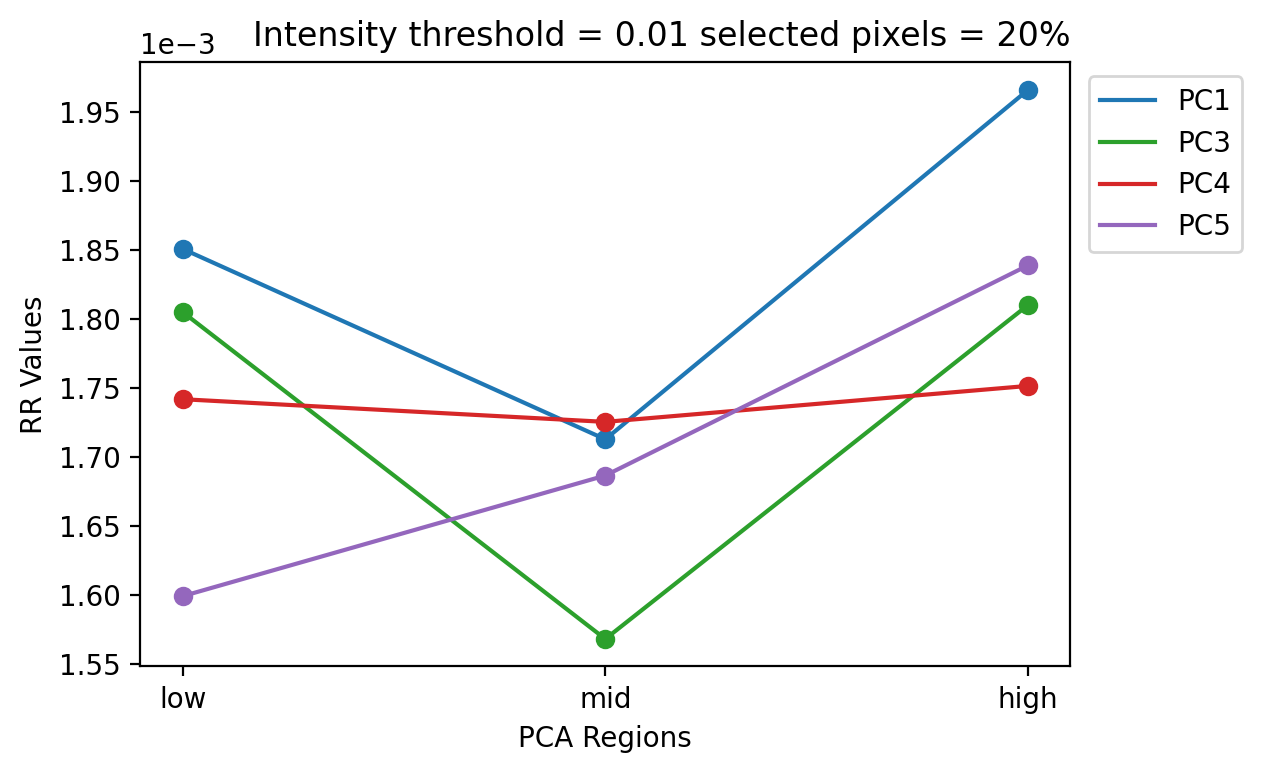 Intensity threshold = 0.01 selected pixels = 20%
1e−3
1.95
1.90
1.85
1.80
1.75
1.70
1.65
1.60
1.55
RR Values
low
mid
high
PCA Regions
PC1
PC3
PC4
PC5